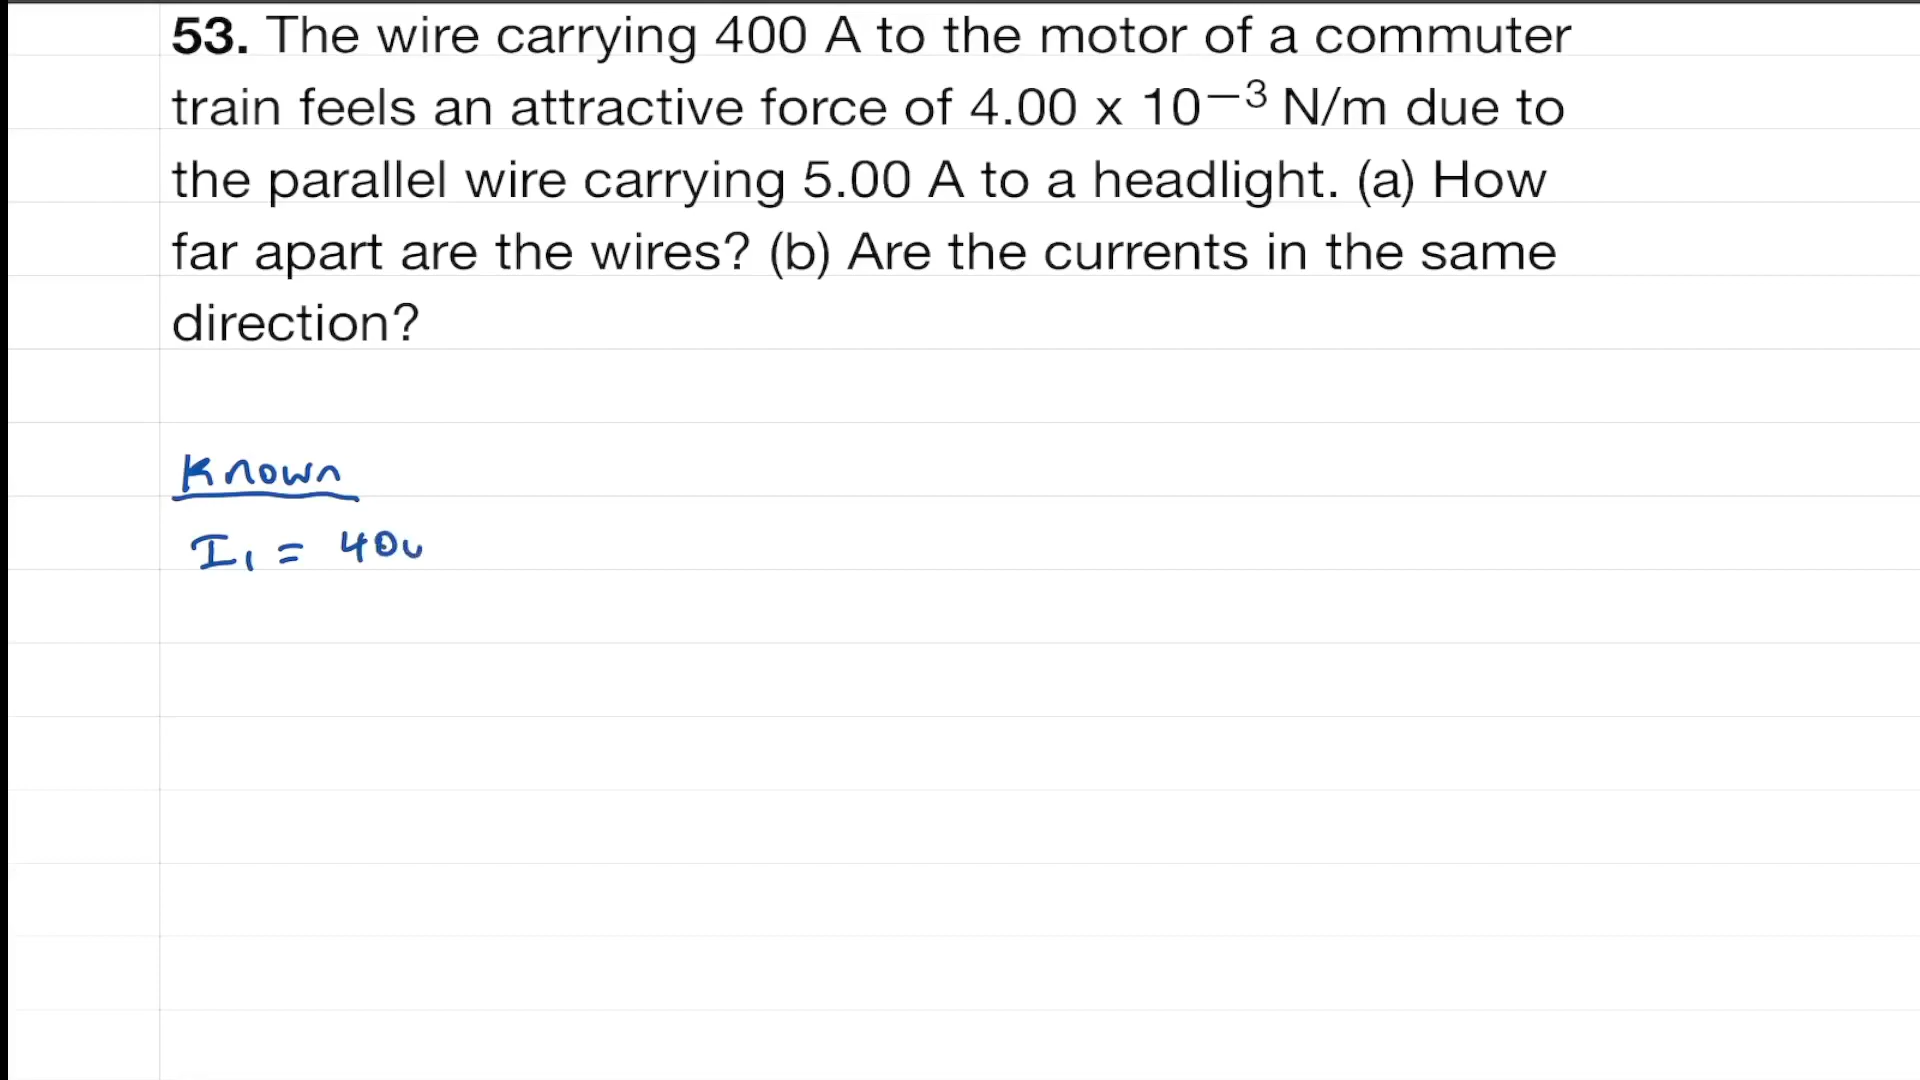 53. The wire carrying 400 A to the motor of a commuter
train feels an attractive force of 4.00 x 10⁻³ N/m due to
the parallel wire carrying 5.00 A to a headlight. (a) How
far apart are the wires? (b) Are the currents in the same
direction?
Known
I₁ = 400